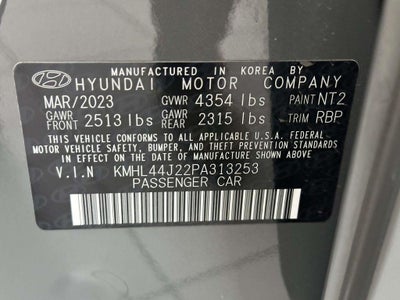 MANUFACTURED IN KOREA BY
HYUNDAI MOTOR COMPANY
MAR/2023 GVWR 4354 lbs PAINT NT2
GAWR FRONT 2513 lbs GAWR REAR 2315 lbs TRIM RBP
THIS VEHICLE CONFORMS TO ALL APPLICABLE U.S.A. FEDERAL
MOTOR VEHICLE SAFETY, BUMPER, AND THEFT PREVENTION STANDARDS
IN EFFECT ON THE DATE OF MANUFACTURE SHOWN ABOVE.
V.I.N KMHL44J22PA313253
PASSENGER CAR